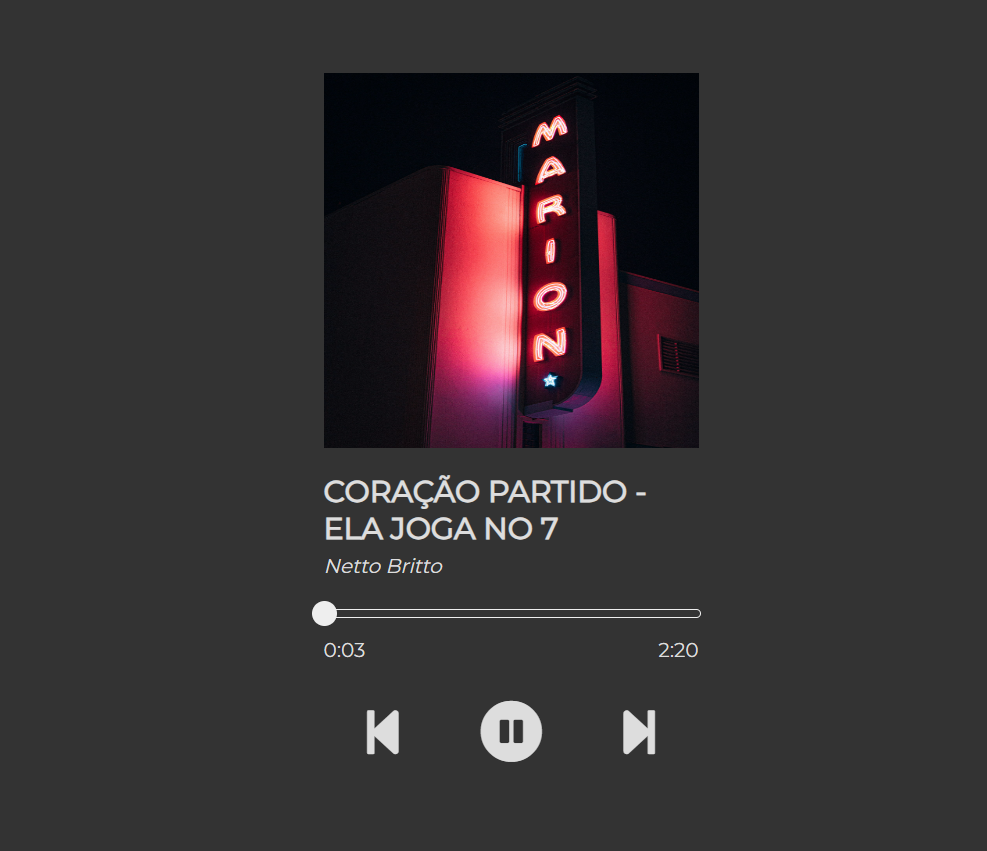 MARION
CORAÇÃO PARTIDO -
ELA JOGA NO 7
Netto Britto
0:03 2:20